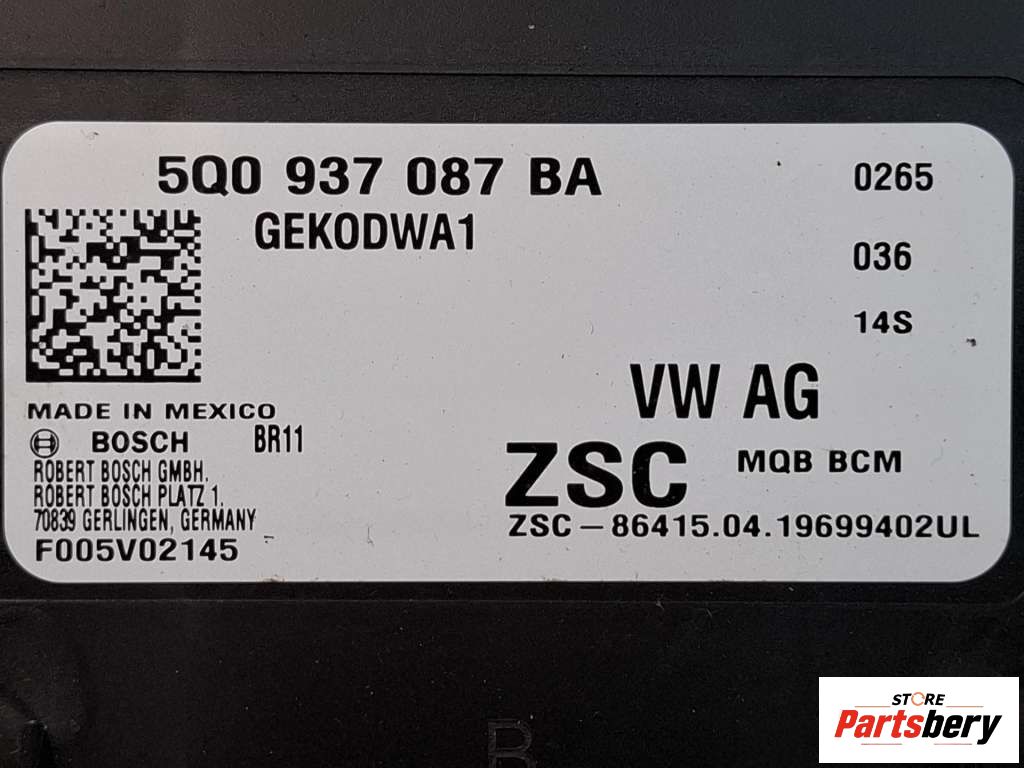 5Q0 937 087 BA 0265
GEKODWA1
036
14S
VW AG
MADE IN MEXICO
BOSCH BR11
ZSC MQB BCM
ROBERT BOSCH GMBH.
ROBERT BOSCH PLATZ 1.
70839 GERLINGEN, GERMANY
ZSC-86415.04.19699402UL
F005V02145
B
STORE
Partsbery